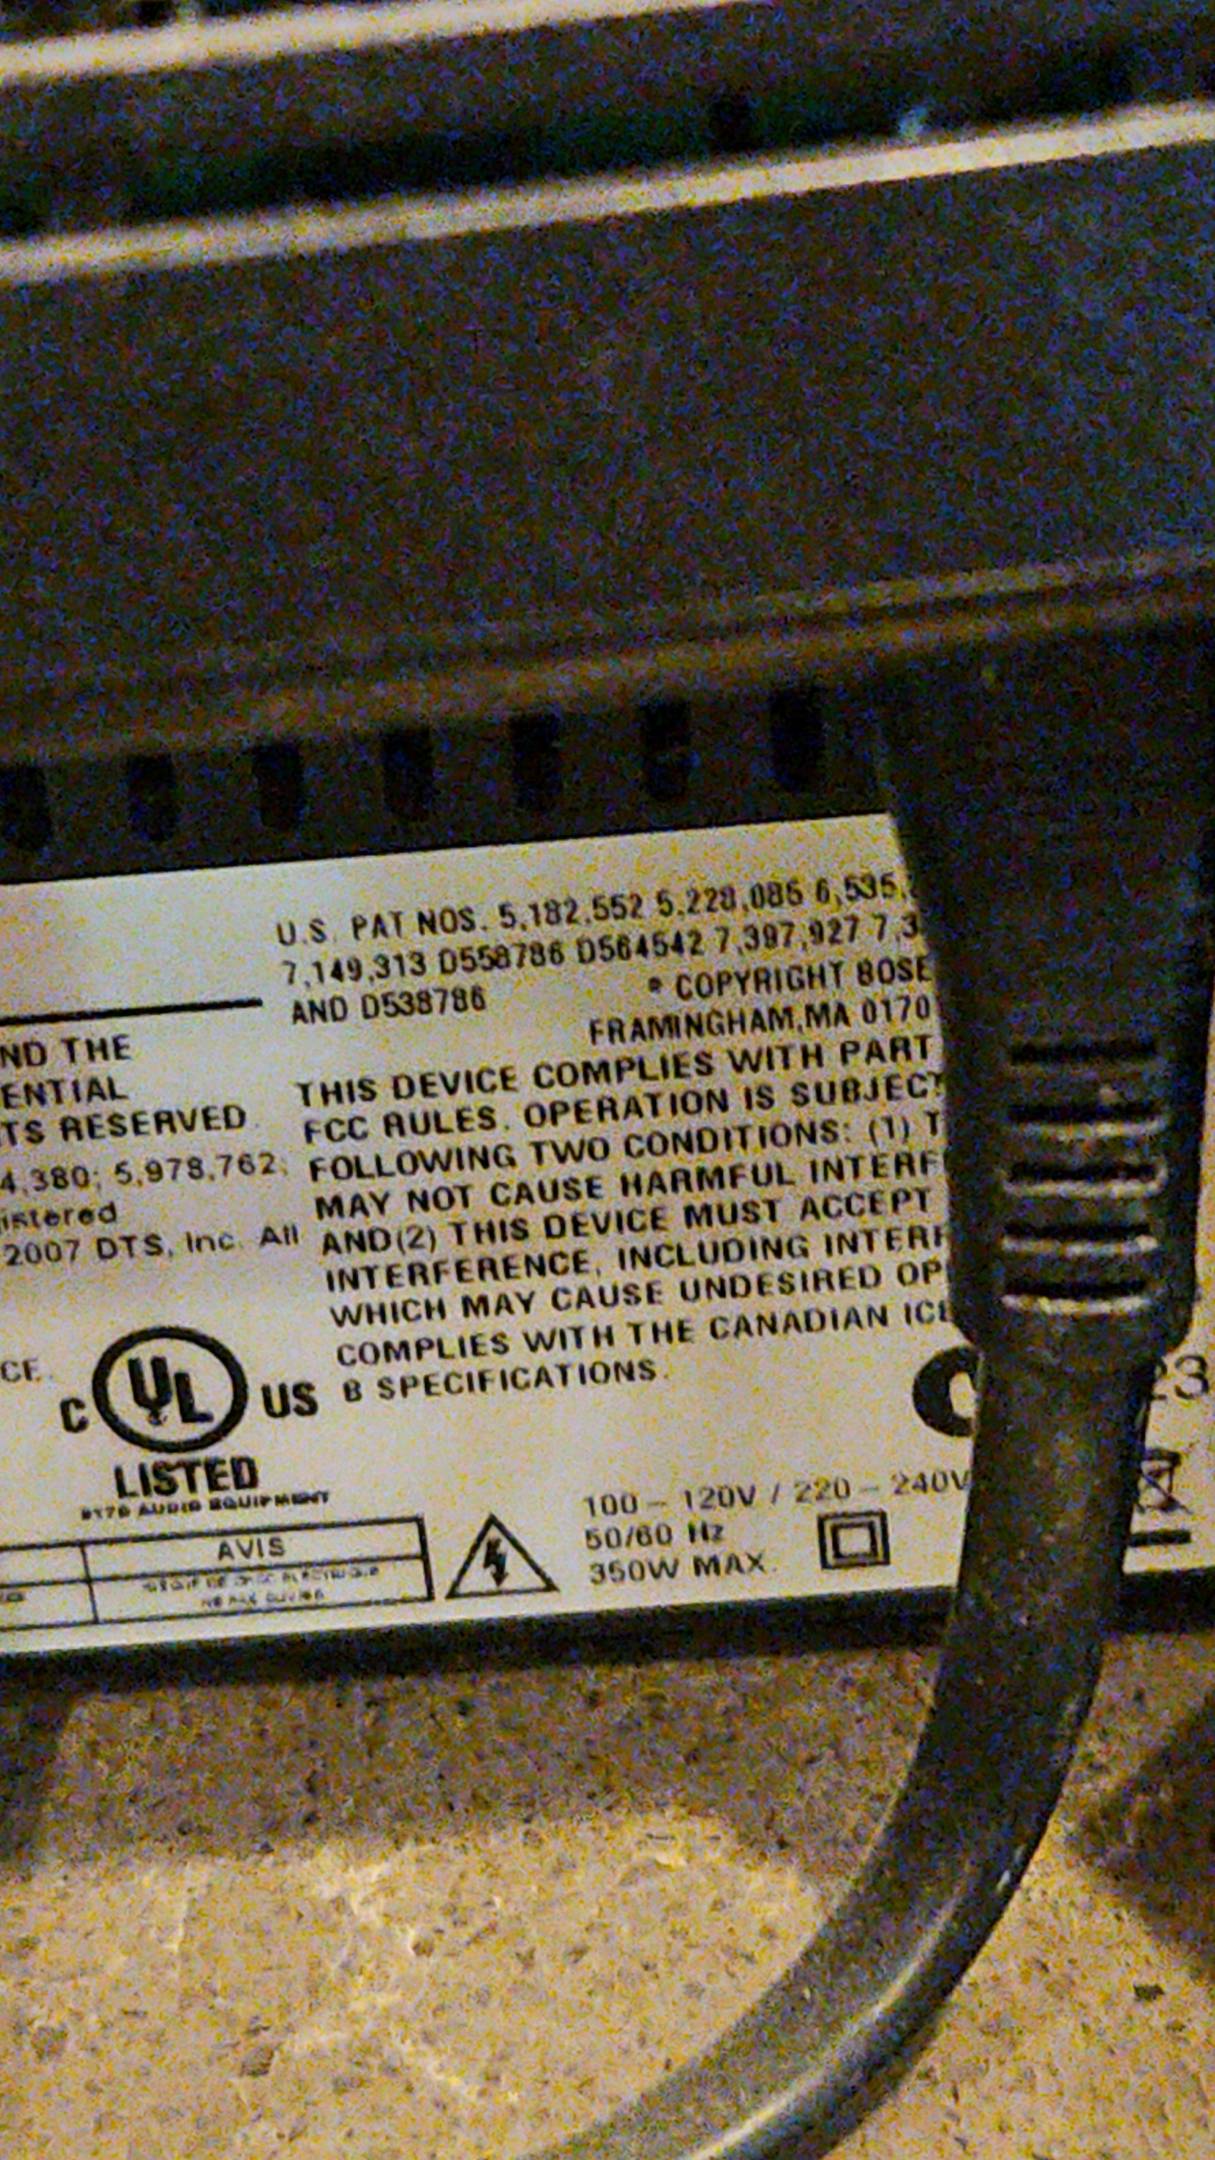 U.S. PAT NOS. 5,182,552 5,228,086 6,535,
7,149,313 D558786 D564542 7,397,927 7,3
AND D538786
© COPYRIGHT BOSE
FRAMINGHAM,MA 0170
ND THE
ENTIAL
TS RESERVED.
4,380; 5,978,762;
istered
2007 DTS, Inc. All
THIS DEVICE COMPLIES WITH PART
FCC RULES. OPERATION IS SUBJECT
FOLLOWING TWO CONDITIONS: (1) T
MAY NOT CAUSE HARMFUL INTERF
AND(2) THIS DEVICE MUST ACCEPT
INTERFERENCE, INCLUDING INTERF
WHICH MAY CAUSE UNDESIRED OP
COMPLIES WITH THE CANADIAN ICE
B SPECIFICATIONS.
CE.
C UL US
LISTED
AUDIO EQUIPMENT
AVIS
100 – 120V / 220 – 240V
50/60 Hz
350W MAX.
23